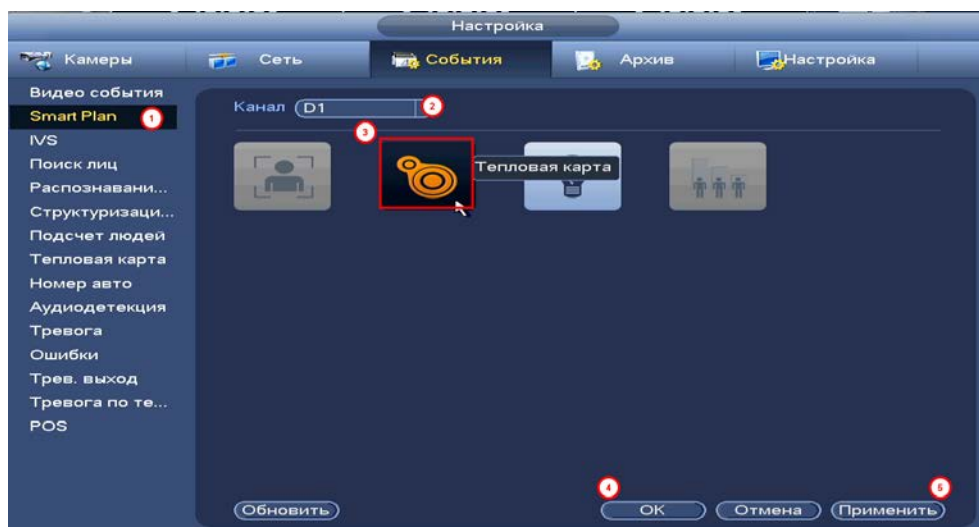 Настройка
Камеры
Сеть
События
Архив
Настройка
Видео события
Smart Plan
1
IVS
Поиск лиц
Распознавани...
Структуризаци...
Подсчет людей
Тепловая карта
Номер авто
Аудиодетекция
Тревога
Ошибки
Трев. выход
Тревога по те...
POS
Канал D1
2
3
Тепловая карта
4
5
Обновить
OK
Отмена
Применить